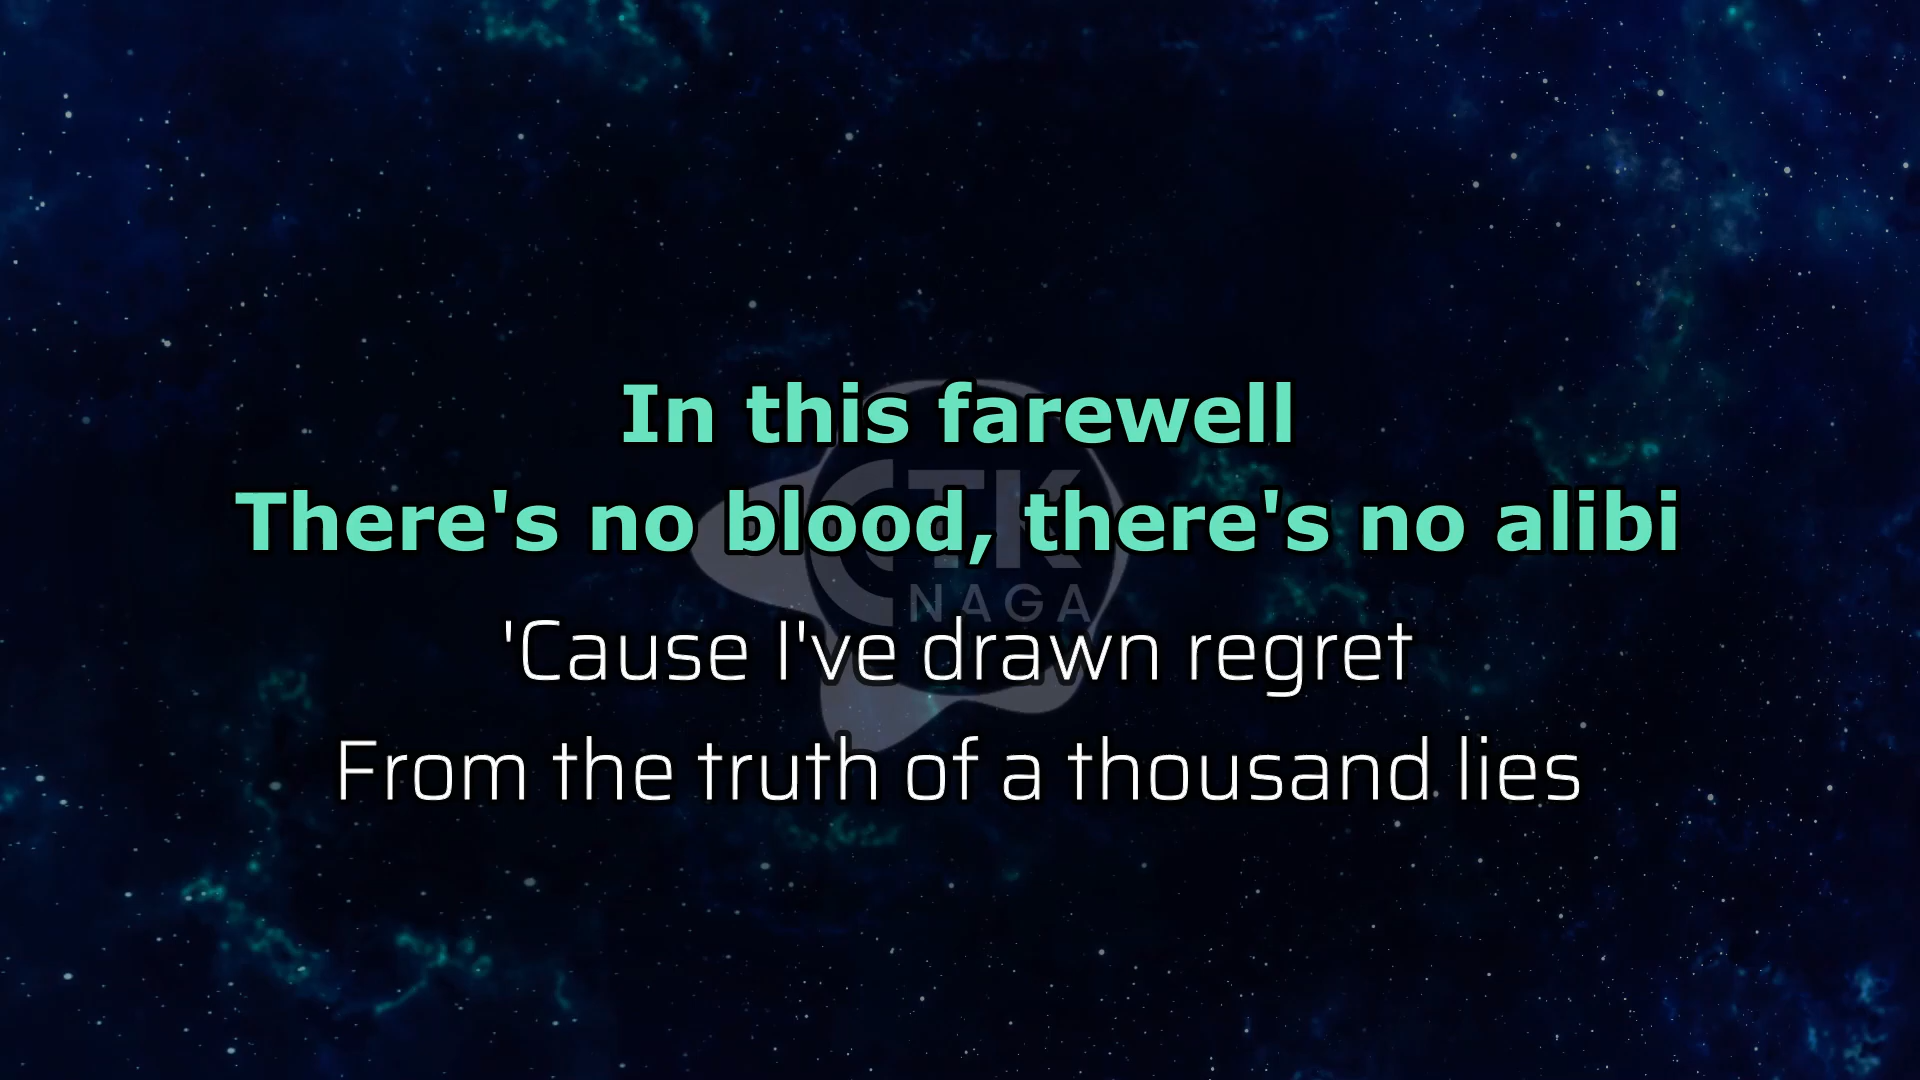 In this farewell
There's no blood, there's no alibi
TK
NAGA
'Cause I've drawn regret
From the truth of a thousand lies